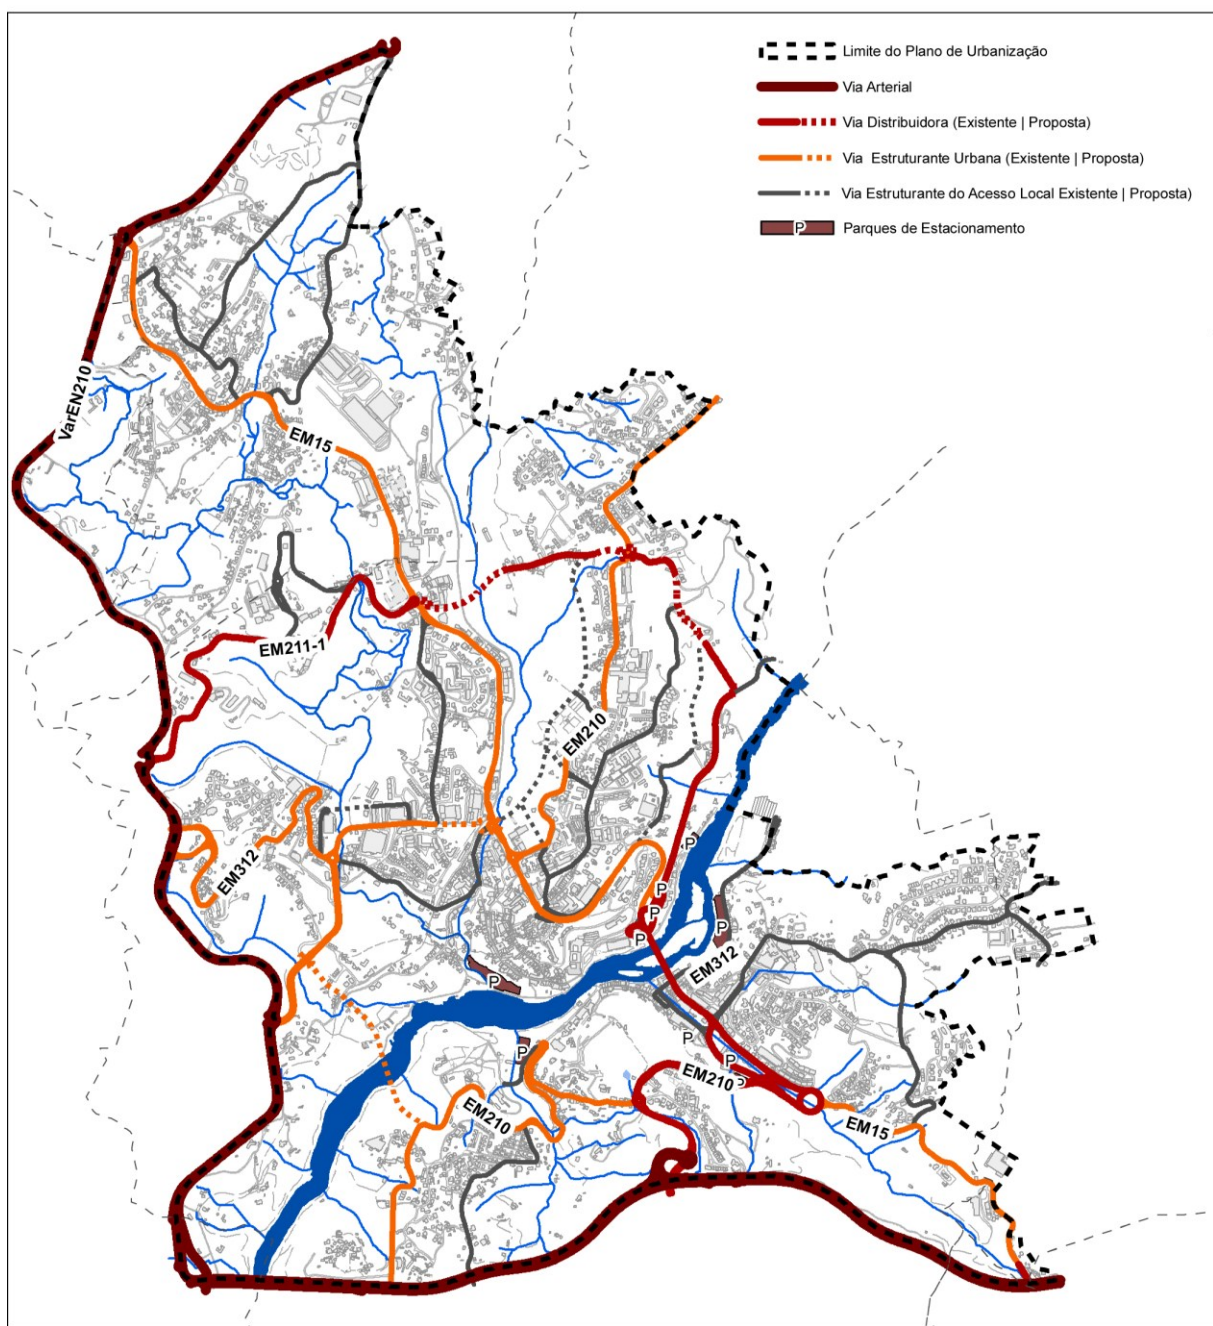 Limite do Plano de Urbanização
Via Arterial
Via Distribuidora (Existente | Proposta)
Via Estruturante Urbana (Existente | Proposta)
Via Estruturante do Acesso Local Existente | Proposta)
P
Parques de Estacionamento
VarEN210
EM15
EM211-1
EM210
EM312
P
P
P
P
P
EM312
P
P
P
P
EM210
P
EM210
EM15